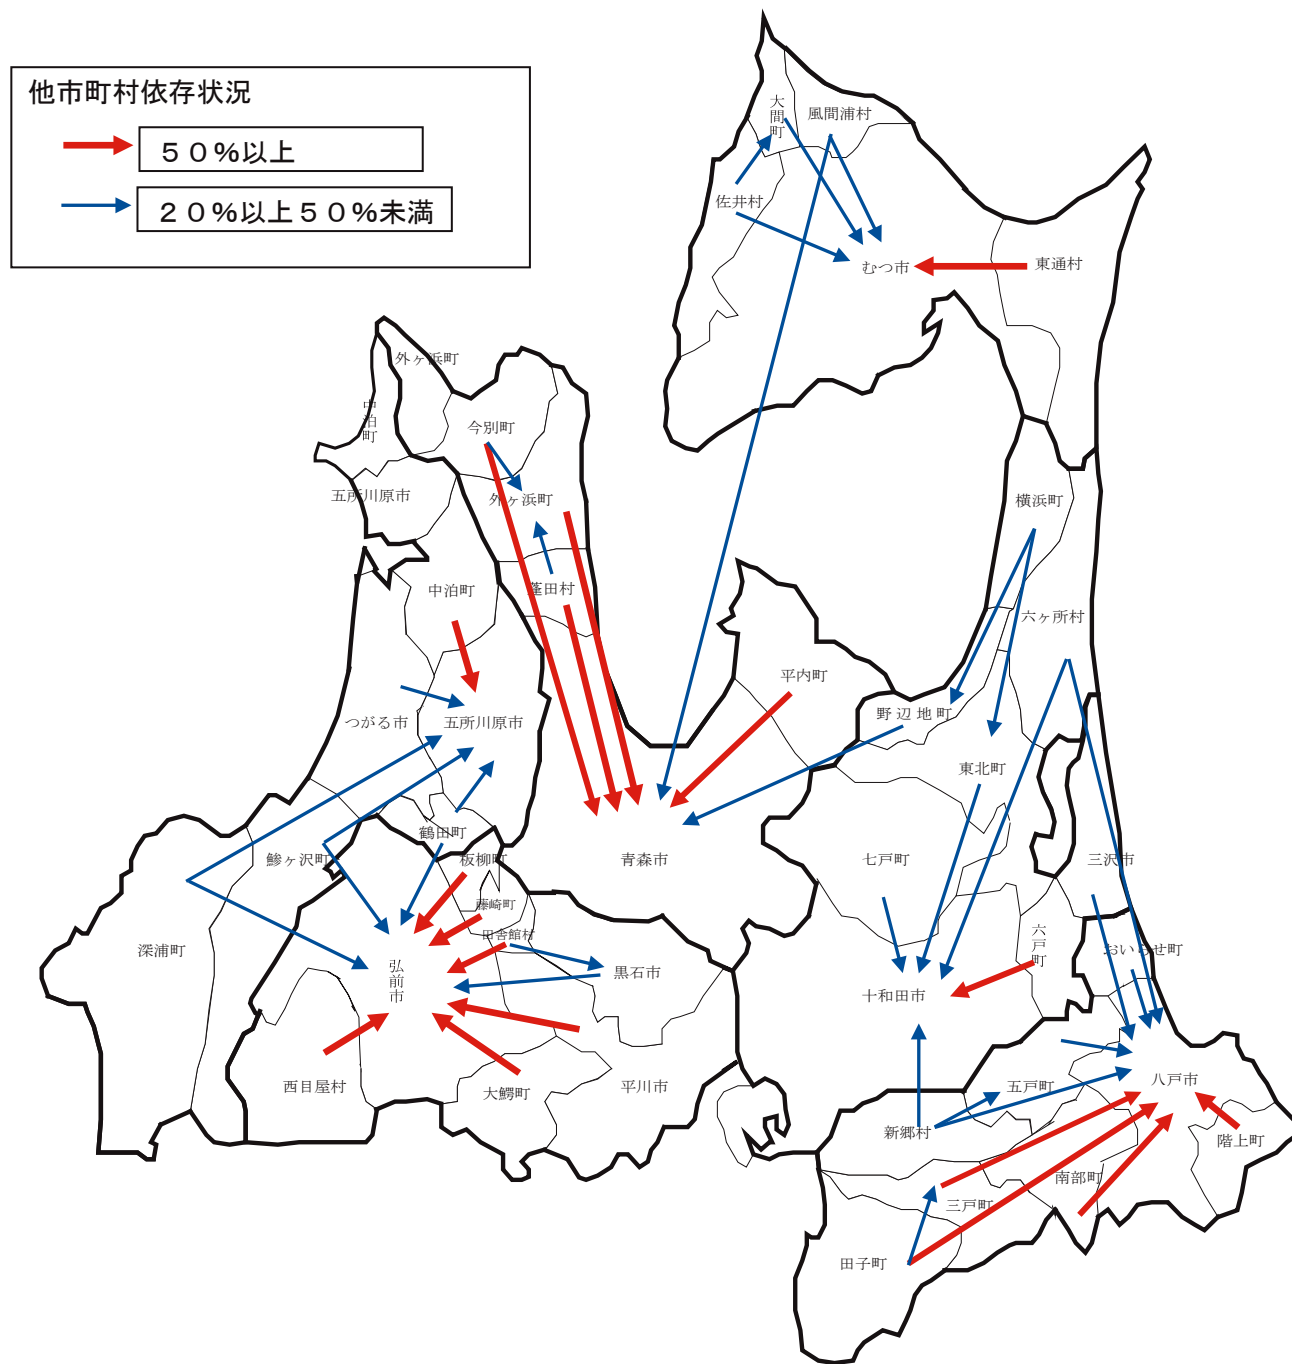 他市町村依存状況
５０%以上
２０%以上５０%未満
大間町
風間浦村
佐井村
むつ市
東通村
外ヶ浜町
中泊町
今別町
五所川原市
外ヶ浜町
横浜町
中泊町
蓬田村
六ヶ所村
平内町
つがる市
五所川原市
野辺地町
東北町
鶴田町
鰺ヶ沢町
板柳町
青森市
七戸町
三沢市
藤崎町
田舎館村
六戸町
深浦町
弘前市
黒石市
おいらせ町
十和田市
西目屋村
大鰐町
平川市
五戸町
八戸市
新郷村
階上町
南部町
三戸町
田子町